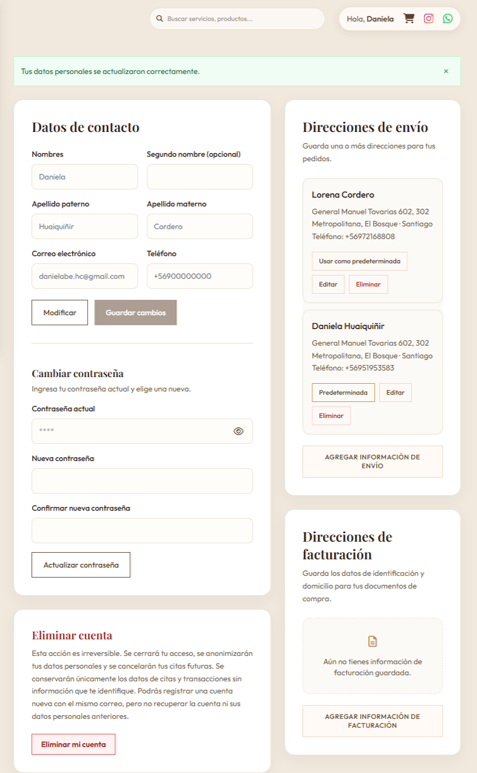 Buscar servicios, productos...
Hola, Daniela
Tus datos personales se actualizaron correctamente.
×
Datos de contacto
Nombres
Segundo nombre (opcional)
Daniela
Apellido paterno
Apellido materno
Huaiquiñir
Cordero
Correo electrónico
Teléfono
danielabe.hc@gmail.com
+56900000000
Modificar
Guardar cambios
Cambiar contraseña
Ingresa tu contraseña actual y elige una nueva.
Contraseña actual
****
Nueva contraseña
Confirmar nueva contraseña
Actualizar contraseña
Eliminar cuenta
Esta acción es irreversible. Se cerrará tu acceso, se anonimizarán
tus datos personales y se cancelarán tus citas futuras. Se
conservarán únicamente los datos de citas y transacciones sin
información que te identifique. Podrás registrar una cuenta
nueva con el mismo correo, pero no recuperar la cuenta ni sus
datos personales anteriores.
Eliminar mi cuenta
Direcciones de envío
Guarda una o más direcciones para tus
pedidos.
Lorena Cordero
General Manuel Tovarias 602, 302
Metropolitana, El Bosque · Santiago
Teléfono: +56972168808
Usar como predeterminada
Editar
Eliminar
Daniela Huaiquiñir
General Manuel Tovarias 602, 302
Metropolitana, El Bosque · Santiago
Teléfono: +56951953583
Predeterminada
Editar
Eliminar
AGREGAR INFORMACIÓN DE
ENVÍO
Direcciones de
facturación
Guarda los datos de identificación y
domicilio para tus documentos de
compra.
Aún no tienes información de
facturación guardada.
AGREGAR INFORMACIÓN DE
FACTURACIÓN